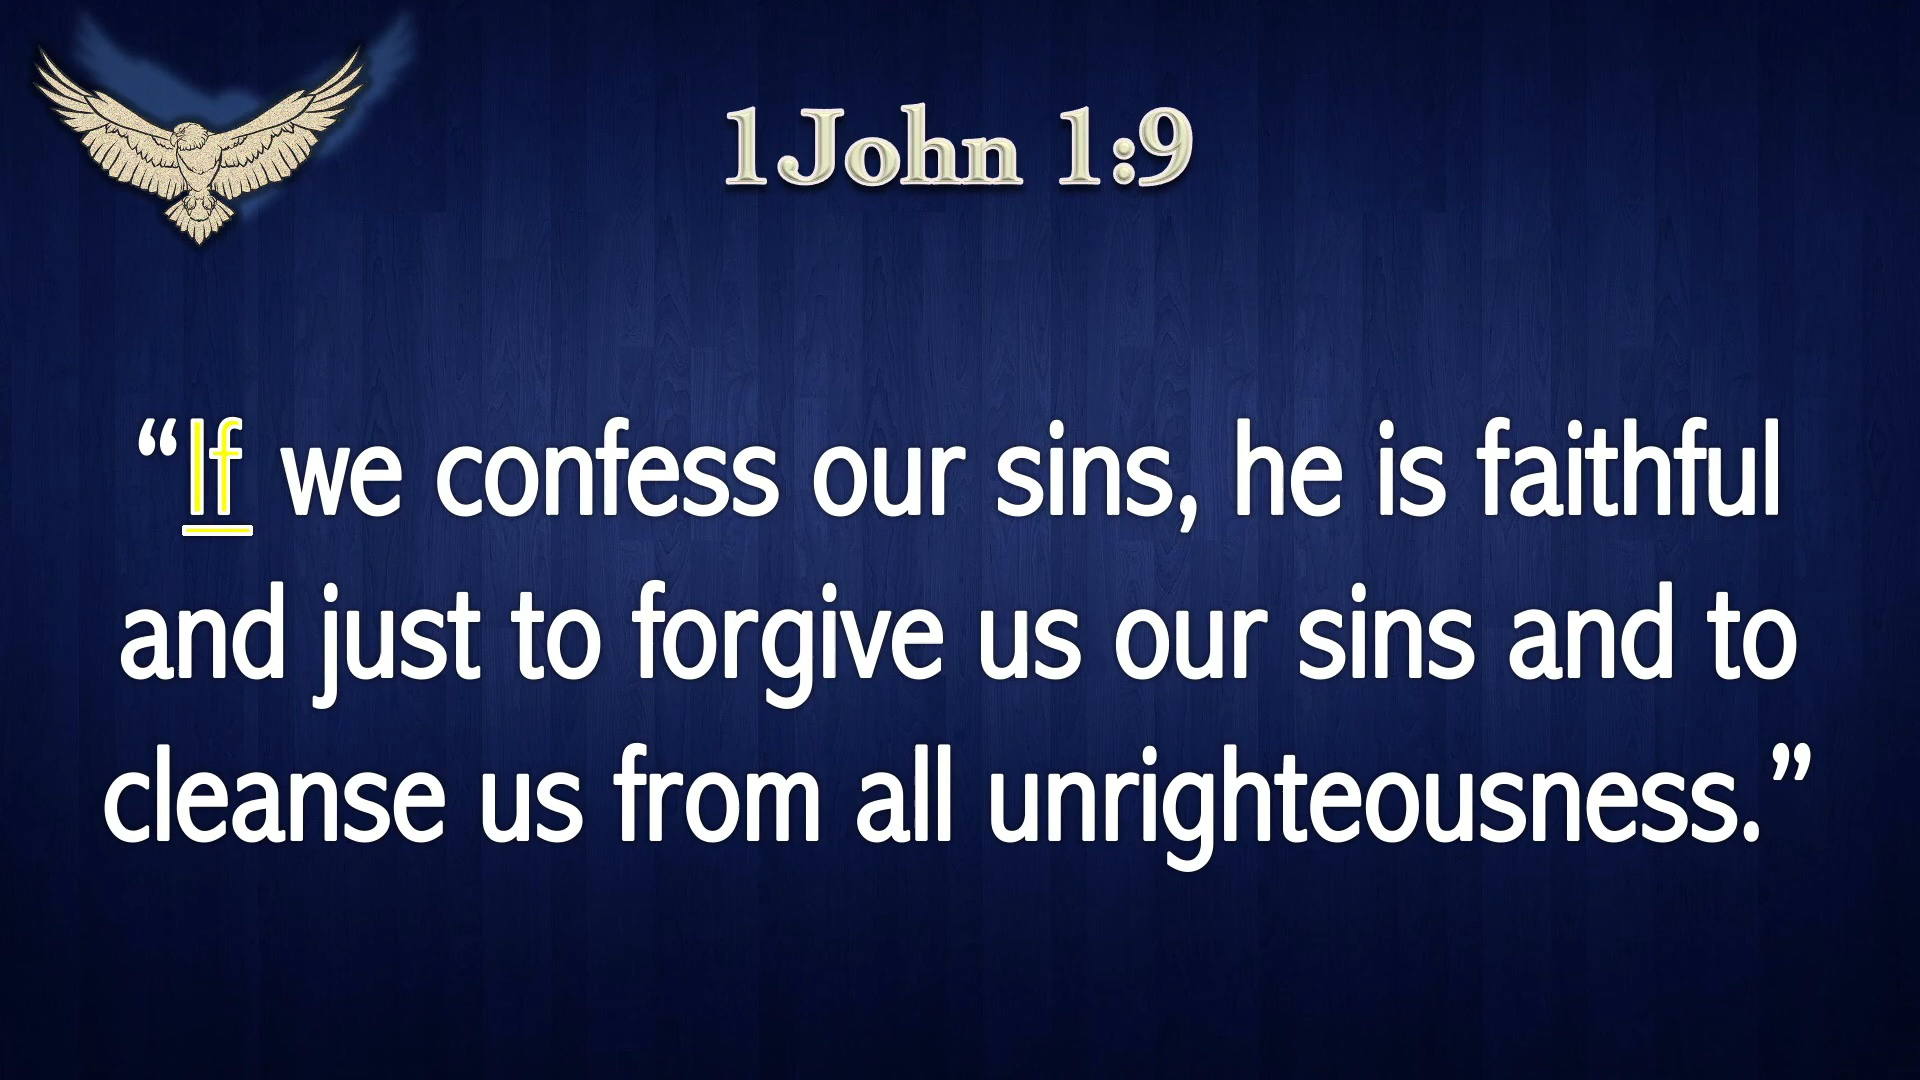 1John 1:9
“If we confess our sins, he is faithful
and just to forgive us our sins and to
cleanse us from all unrighteousness.”